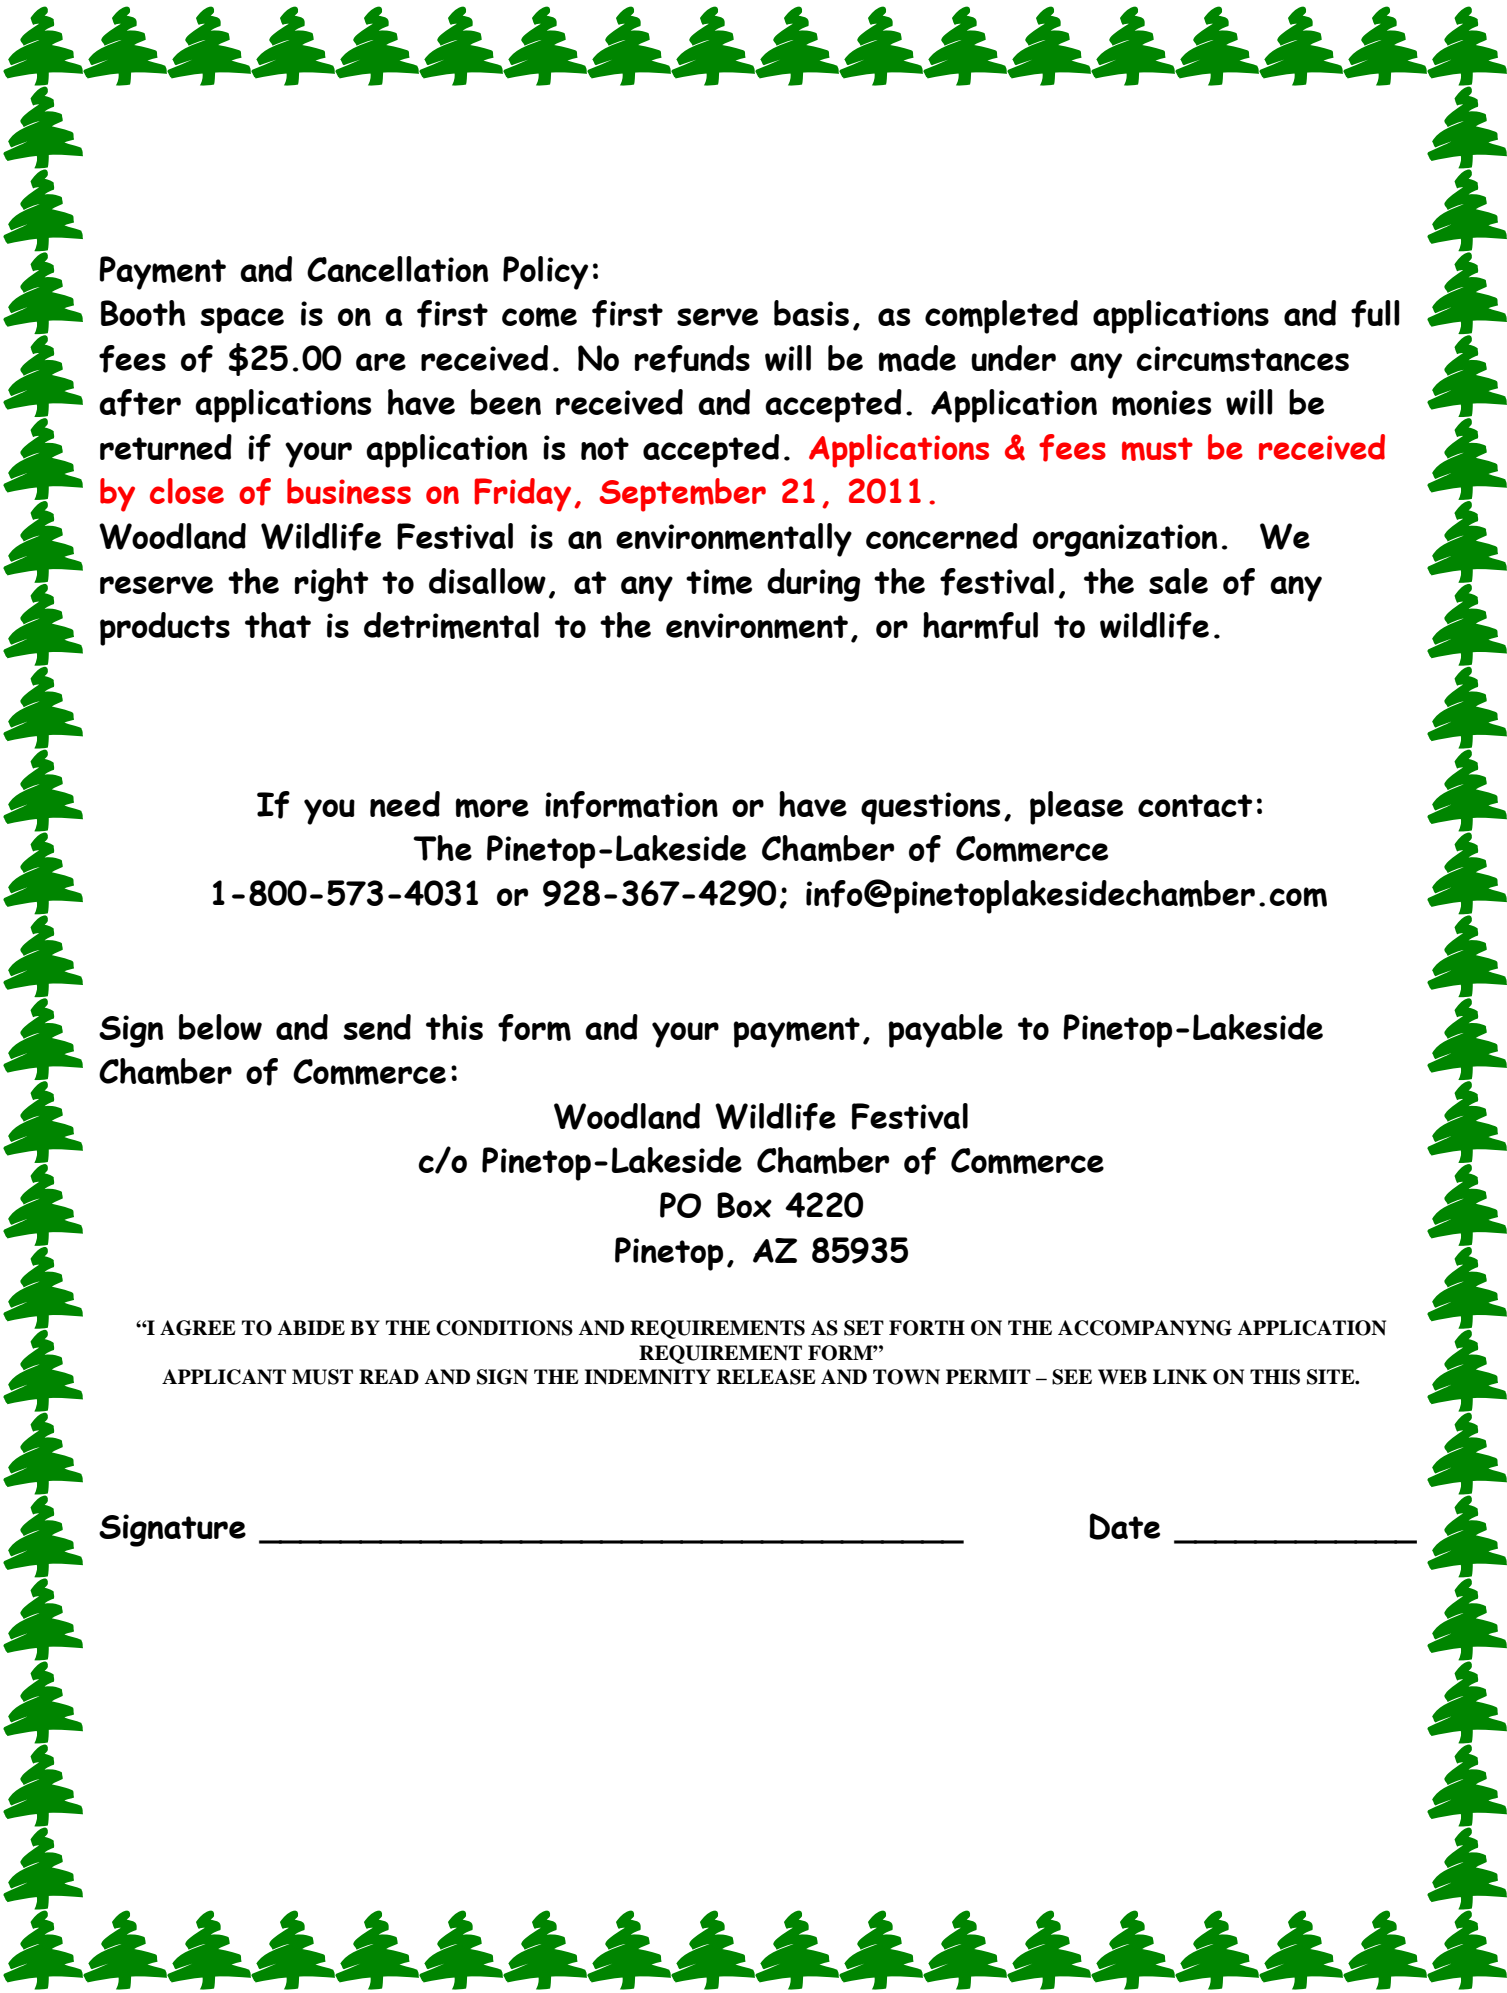 Payment and Cancellation Policy:
Booth space is on a first come first serve basis, as completed applications and full
fees of $25.00 are received. No refunds will be made under any circumstances
after applications have been received and accepted. Application monies will be
returned if your application is not accepted. Applications & fees must be received
by close of business on Friday, September 21, 2011.
Woodland Wildlife Festival is an environmentally concerned organization.  We
reserve the right to disallow, at any time during the festival, the sale of any
products that is detrimental to the environment, or harmful to wildlife.
If you need more information or have questions, please contact:
The Pinetop-Lakeside Chamber of Commerce
1-800-573-4031 or 928-367-4290; info@pinetoplakesidechamber.com
Sign below and send this form and your payment, payable to Pinetop-Lakeside
Chamber of Commerce:
Woodland Wildlife Festival
c/o Pinetop-Lakeside Chamber of Commerce
PO Box 4220
Pinetop, AZ 85935
“I AGREE TO ABIDE BY THE CONDITIONS AND REQUIREMENTS AS SET FORTH ON THE ACCOMPANYNG APPLICATION
REQUIREMENT FORM”
APPLICANT MUST READ AND SIGN THE INDEMNITY RELEASE AND TOWN PERMIT – SEE WEB LINK ON THIS SITE.
Signature ___________________________________ Date ____________